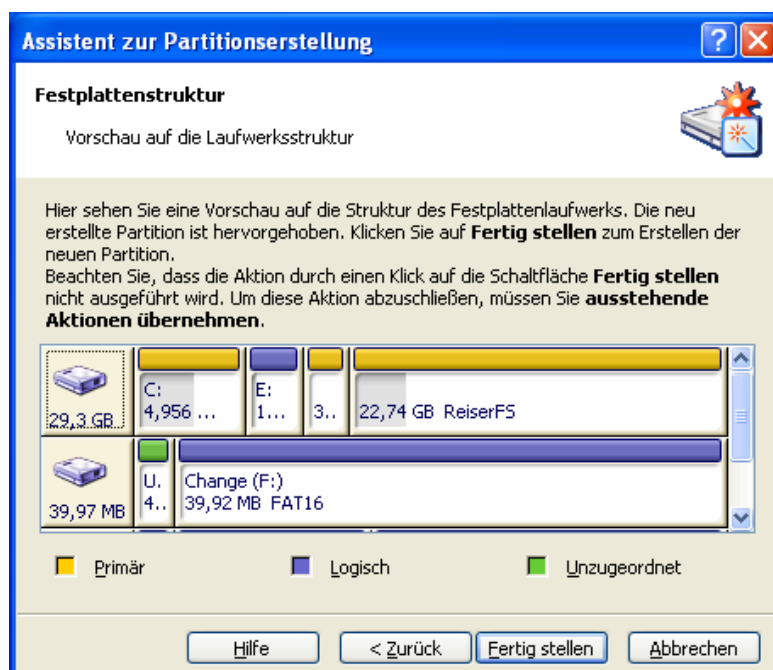 Assistent zur Partitionserstellung
Festplattenstruktur
Vorschau auf die Laufwerksstruktur
Hier sehen Sie eine Vorschau auf die Struktur des Festplattenlaufwerks. Die neu
erstellte Partition ist hervorgehoben. Klicken Sie auf Fertig stellen zum Erstellen der
neuen Partition.
Beachten Sie, dass die Aktion durch einen Klick auf die Schaltfläche Fertig stellen
nicht ausgeführt wird. Um diese Aktion abzuschließen, müssen Sie ausstehende
Aktionen übernehmen.
C: E:
29,3 GB 4,956 ... 1... 3.. 22,74 GB ReiserFS
U. Change (F:)
39,97 MB 4.. 39,92 MB FAT16
Primär Logisch Unzugeordnet
Hilfe < Zurück Fertig stellen Abbrechen